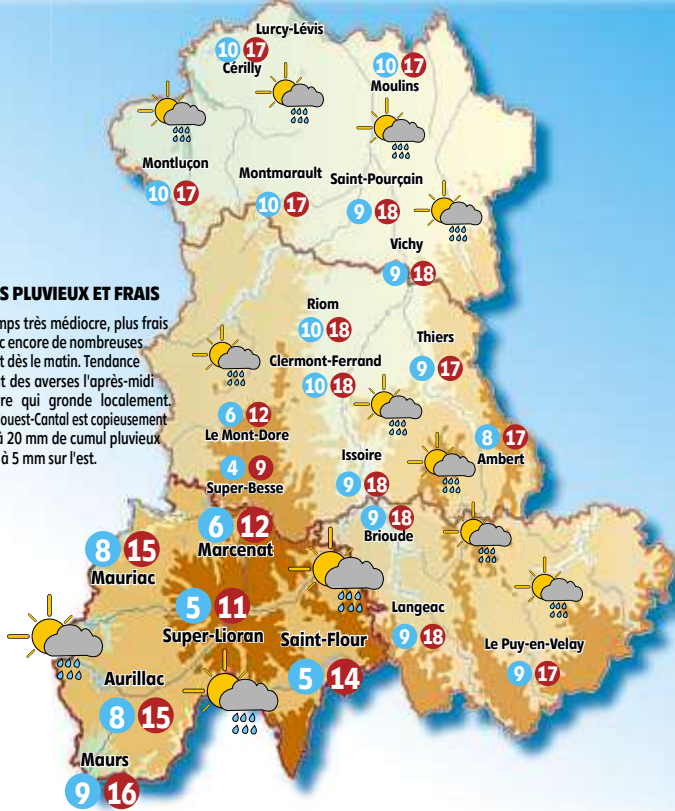 Lurcy-Lévis
10 17
Cérilly
10 17
Moulins
Montluçon
10 17
Montmarault
10 17
Saint-Pourçain
9 18
Vichy
9 18
S PLUVIEUX ET FRAIS
mps très médiocre, plus frais
c encore de nombreuses
t dès le matin. Tendance
t des averses l'après-midi
re qui gronde localement.
ouest-Cantal est copieusement
à 20 mm de cumul pluvieux
à 5 mm sur l'est.
Riom
10 18
Thiers
9 17
Clermont-Ferrand
10 18
6 12
Le Mont-Dore
4 9
Super-Besse
8 17
Ambert
Issoire
9 18
9 18
Brioude
6 12
Marcenat
8 15
Mauriac
5 11
Super-Lioran
Saint-Flour
5 14
Langeac
9 18
Le Puy-en-Velay
9 17
Aurillac
8 15
Maurs
9 16